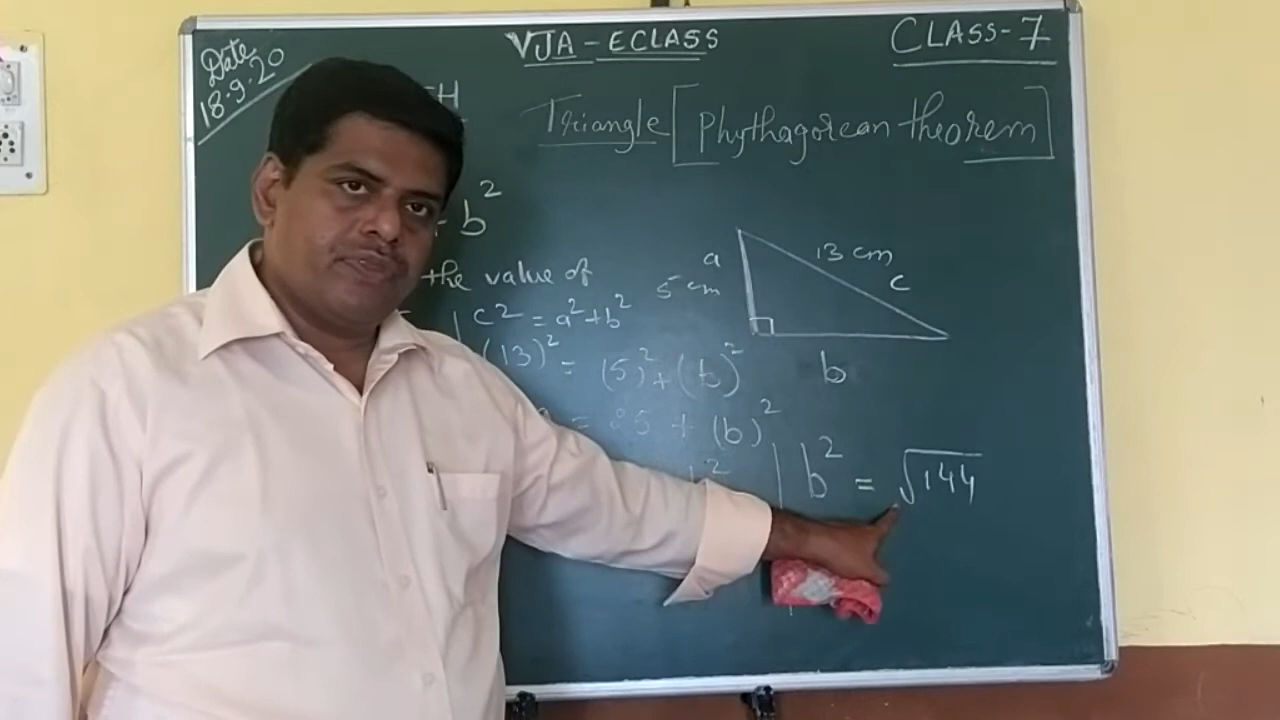 VJA - ECLASS
CLASS - 7
Date
18.9.20
Triangle [Phythagorean theorem]
b²
the value of
a
5 cm
13 cm
c
b
c² = a² + b²
(13)² = (5)² + (b)²
= 25 + (b)²
b² = √144